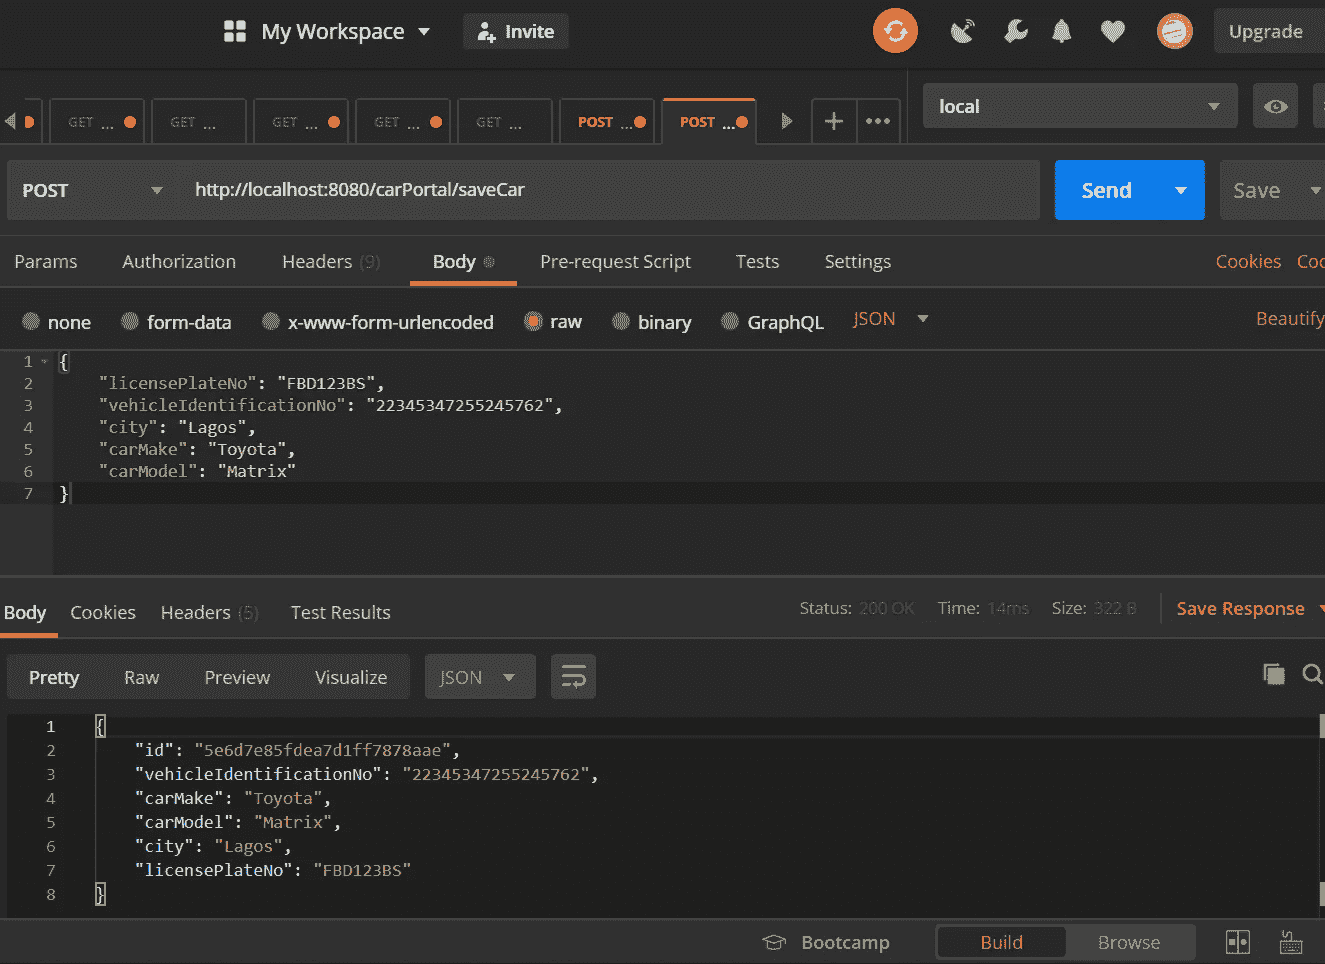 My Workspace
Invite
Upgrade
GET ...
GET ...
GET ...
GET ...
GET ...
POST ...
POST ...
local
POST
http://localhost:8080/carPortal/saveCar
Send
Save
Params
Authorization
Headers (9)
Body
Pre-request Script
Tests
Settings
Cookies
Coo
none
form-data
x-www-form-urlencoded
raw
binary
GraphQL
JSON
Beautify
1 {
2 "licensePlateNo": "FBD123BS",
3 "vehicleIdentificationNo": "22345347255245762",
4 "city": "Lagos",
5 "carMake": "Toyota",
6 "carModel": "Matrix"
7 }
Body
Cookies
Headers (5)
Test Results
Status: 200 OK
Time: 14ms
Size: 322 B
Save Response
Pretty
Raw
Preview
Visualize
JSON
1 {
2 "id": "5e6d7e85fdea7d1ff7878aae",
3 "vehicleIdentificationNo": "22345347255245762",
4 "carMake": "Toyota",
5 "carModel": "Matrix",
6 "city": "Lagos",
7 "licensePlateNo": "FBD123BS"
8 }
Bootcamp
Build
Browse